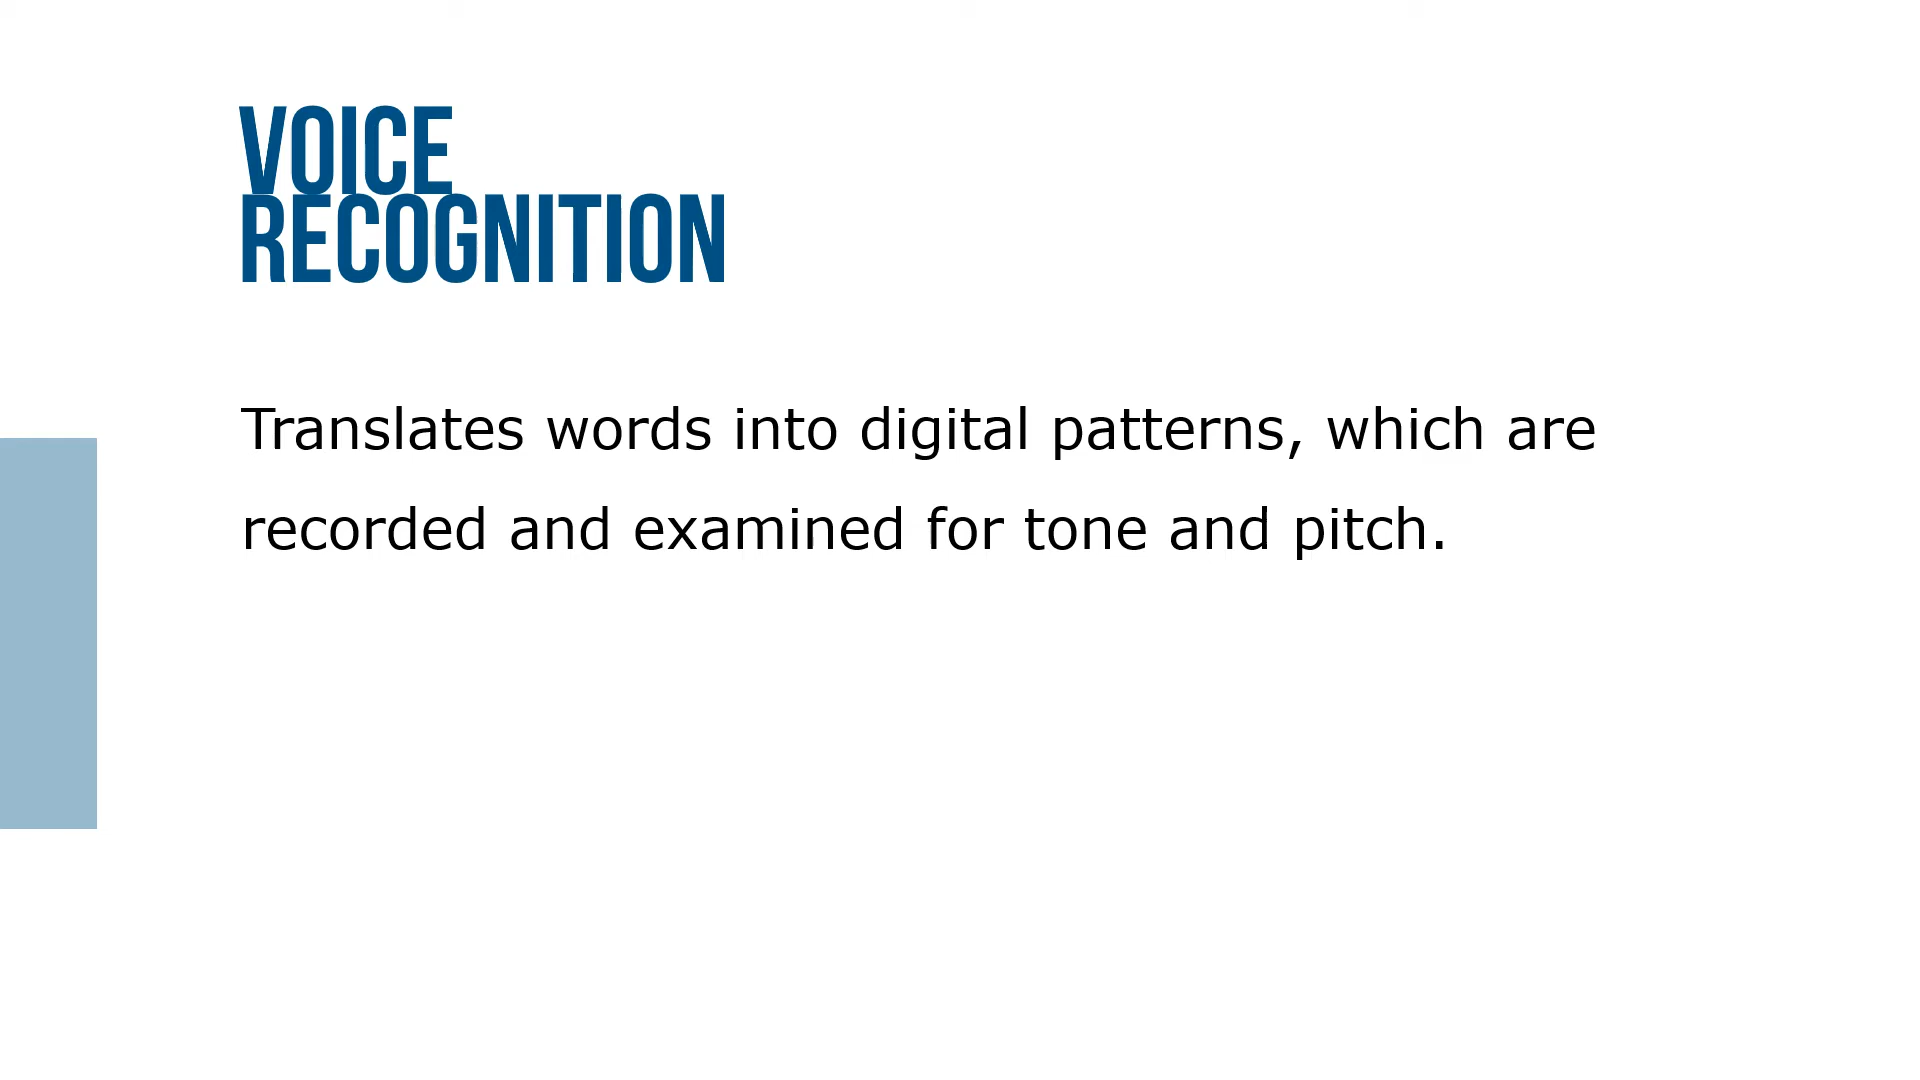 VOICE
RECOGNITION
Translates words into digital patterns, which are
recorded and examined for tone and pitch.